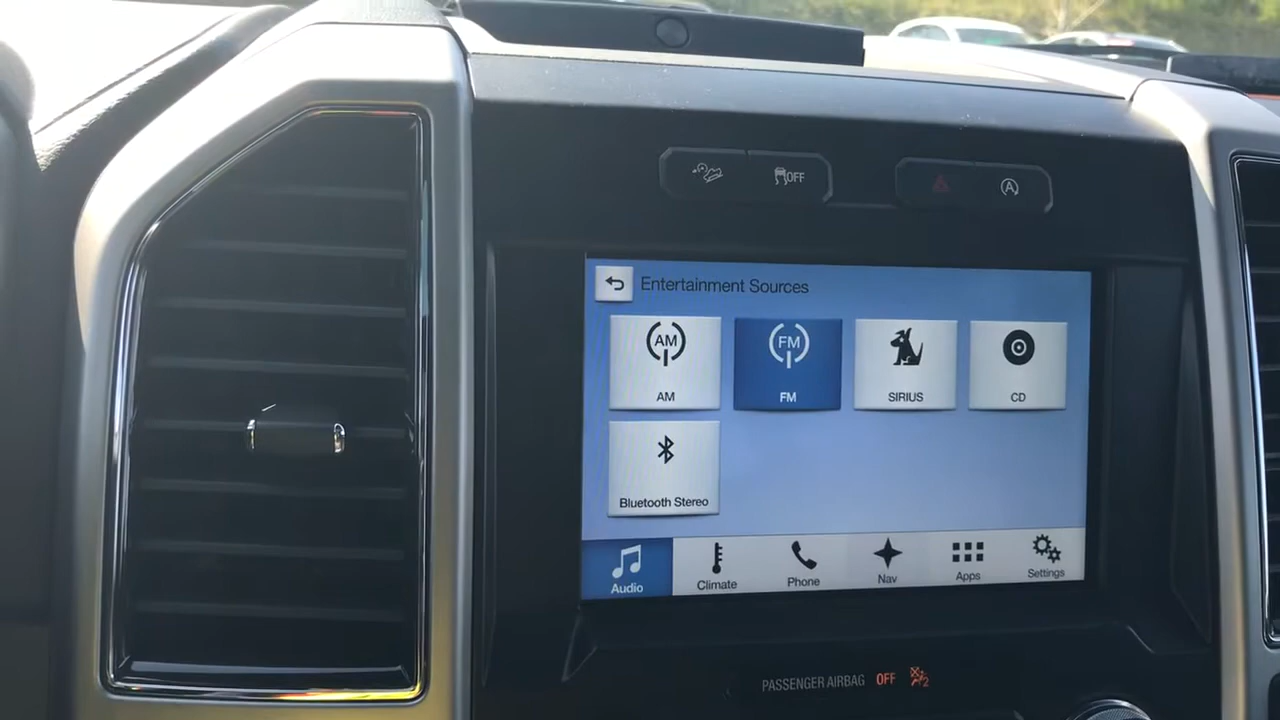 OFF
A
Entertainment Sources
AM
FM
AM
FM
SIRIUS
CD
Bluetooth Stereo
Audio
Climate
Phone
Nav
Apps
Settings
PASSENGER AIRBAG OFF
2